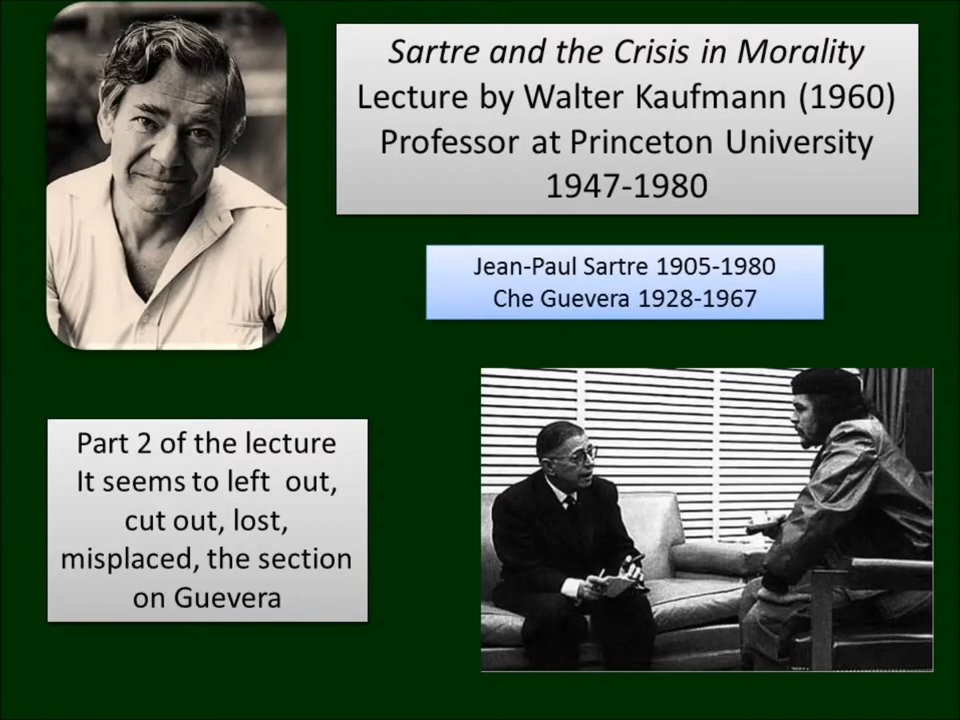 Sartre and the Crisis in Morality
Lecture by Walter Kaufmann (1960)
Professor at Princeton University
1947-1980
Jean-Paul Sartre 1905-1980
Che Guevera 1928-1967
Part 2 of the lecture
It seems to left out,
cut out, lost,
misplaced, the section
on Guevera